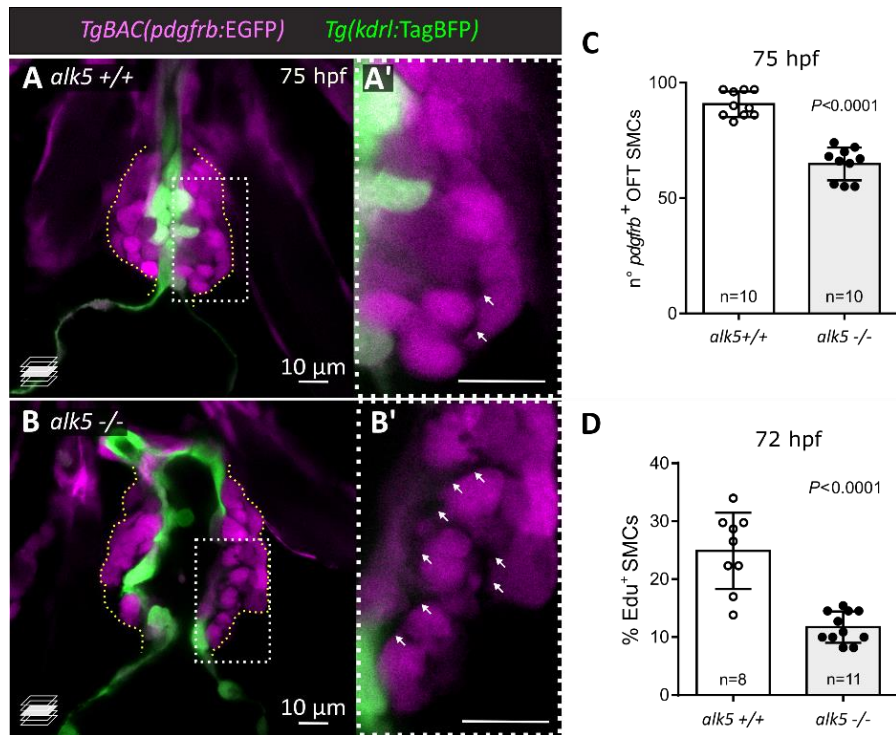 TgBAC(pdgfrb:EGFP) Tg(kdrl:TagBFP)
A alk5 +/+ 75 hpf A'
10 µm
B alk5 -/- B'
10 µm
C
75 hpf
P<0.0001
100
50
0
n° pdgfrb+ OFT SMCs
n=10 n=10
alk5+/+ alk5 -/-
D
72 hpf
P<0.0001
40
30
20
10
0
% Edu+ SMCs
n=8 n=11
alk5 +/+ alk5 -/-